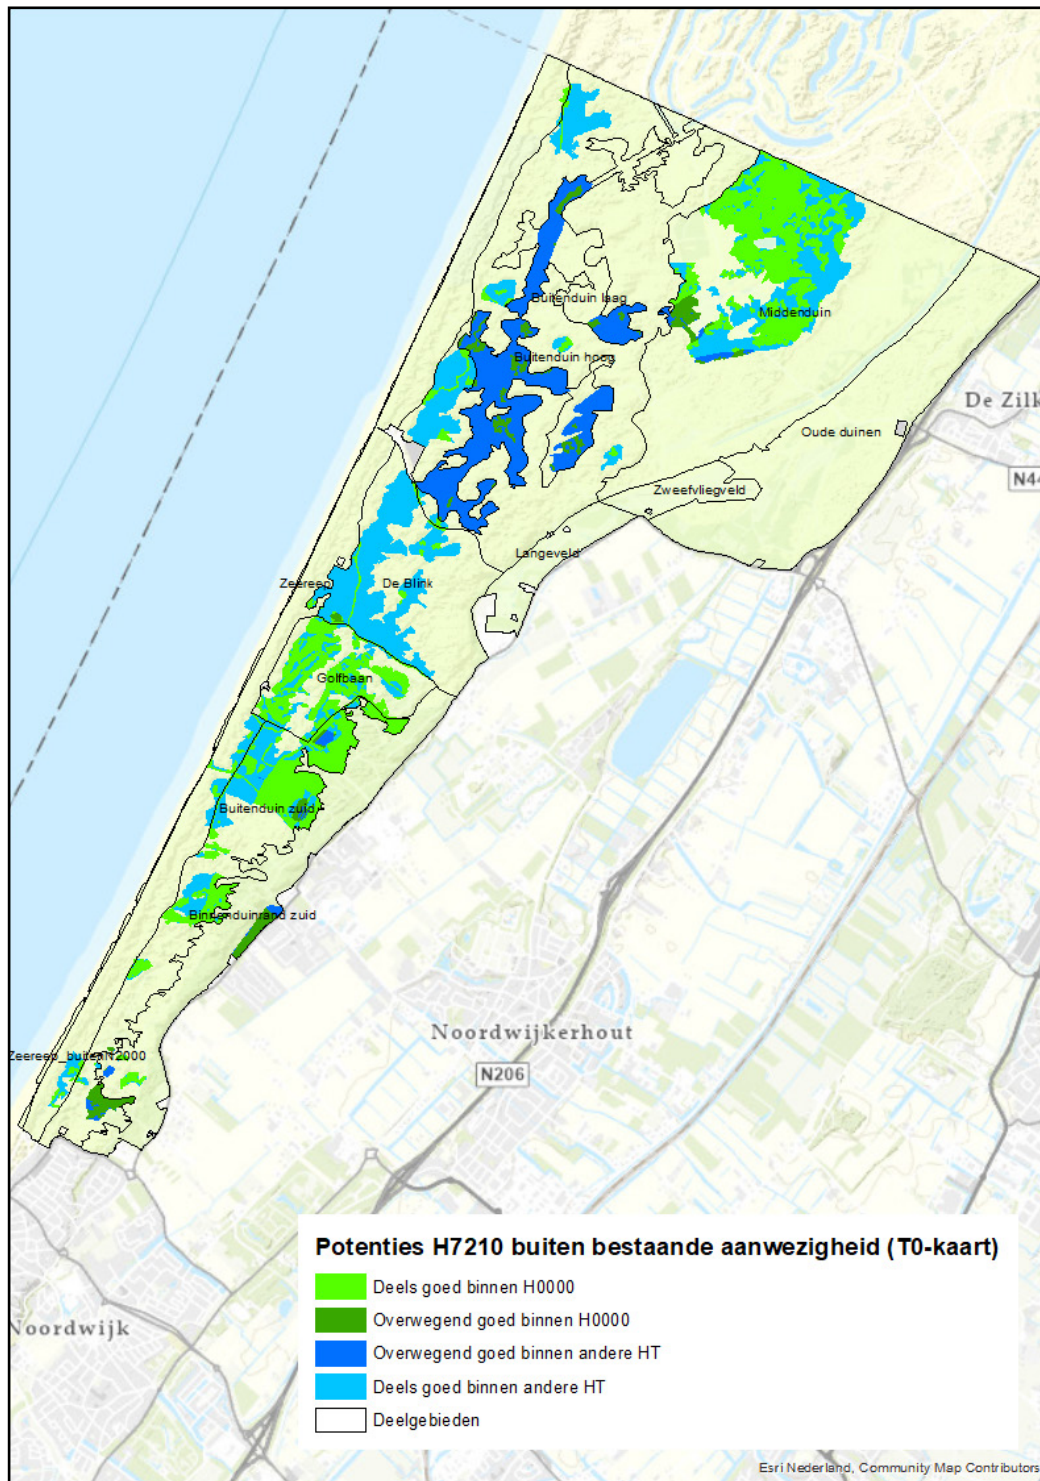 Buitenduin laag
Middenduin
Buitenduin hoog
De Zilk
Oude duinen
N44
Zweefvliegveld
Langeveld
Zeereep
De Blink
Golfbaan
Buitenduin zuid
Binnenduinrand zuid
Noordwijkerhout
Zeereep_buitenN2000
N206
Noordwijk
Potenties H7210 buiten bestaande aanwezigheid (T0-kaart)
Deels goed binnen H0000
Overwegend goed binnen H0000
Overwegend goed binnen andere HT
Deels goed binnen andere HT
Deelgebieden
Esri Nederland, Community Map Contributors